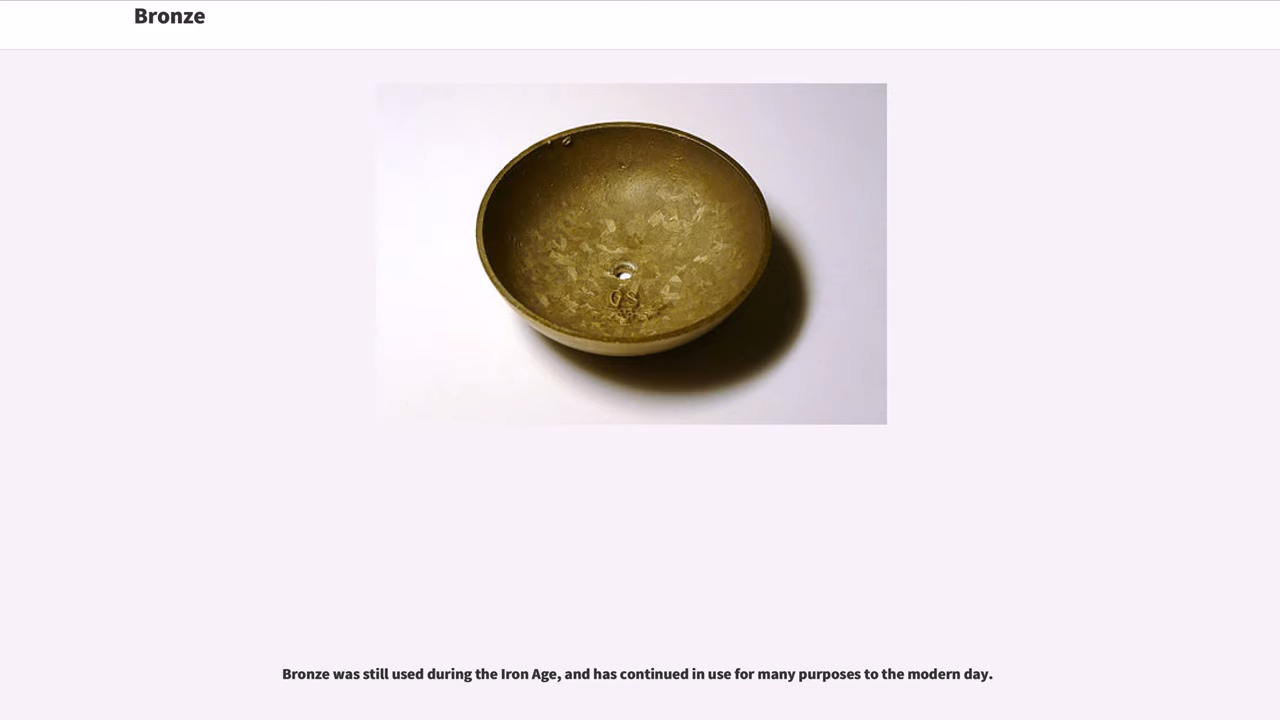 Bronze
GS
Bronze was still used during the Iron Age, and has continued in use for many purposes to the modern day.